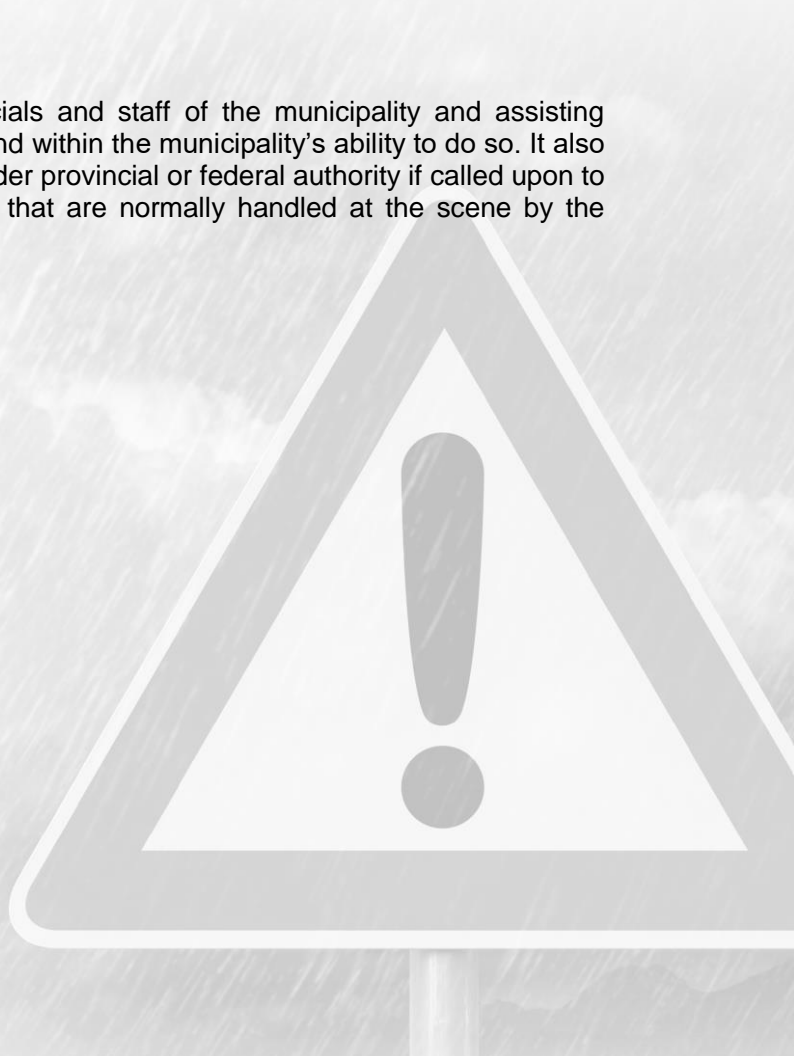 cials and staff of the municipality and assisting
nd within the municipality's ability to do so. It also
der provincial or federal authority if called upon to
that are normally handled at the scene by the